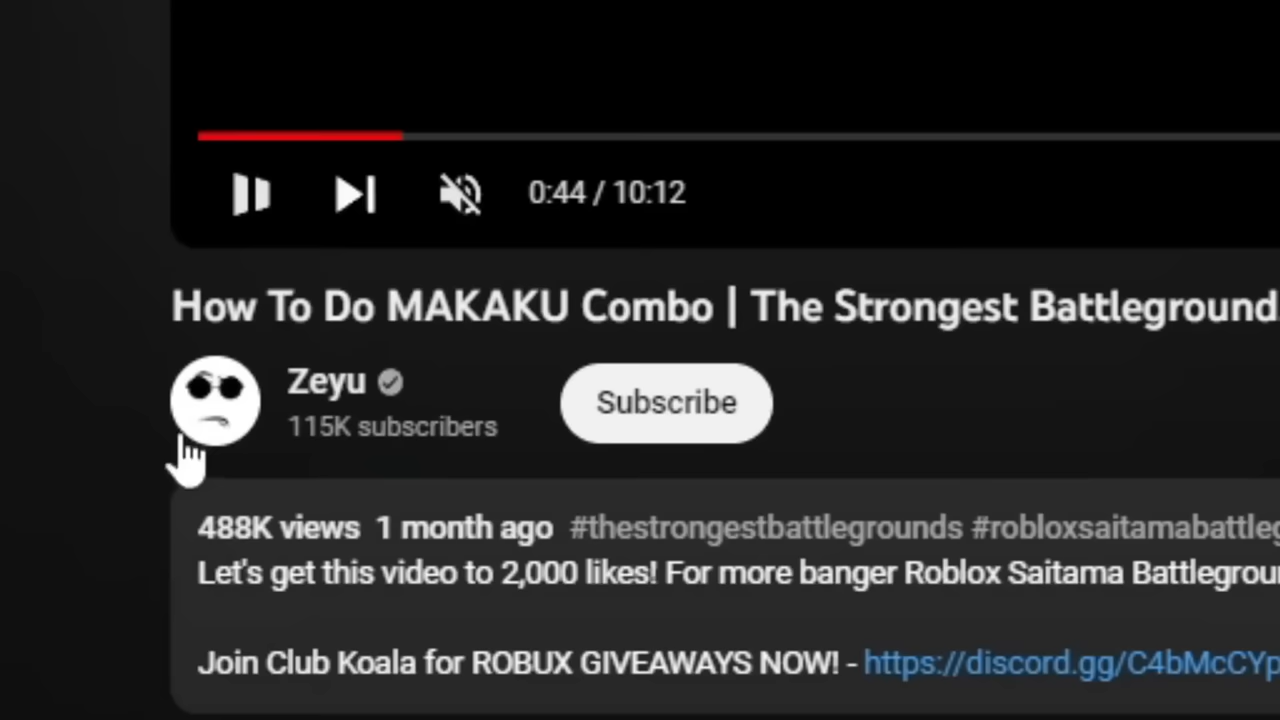 0:44 / 10:12
How To Do MAKAKU Combo | The Strongest Battleground
Zeyu
Subscribe
115K subscribers
488K views 1 month ago #thestrongestbattlegrounds #robloxsaitamabattleg
Let's get this video to 2,000 likes! For more banger Roblox Saitama Battlegrou
Join Club Koala for ROBUX GIVEAWAYS NOW! - https://discord.gg/C4bMcCYp